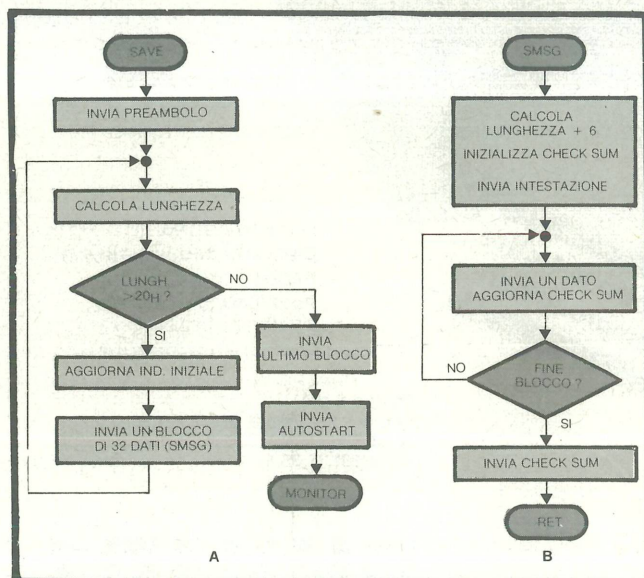 SAVE
INVIA PREAMBOLO
CALCOLA LUNGHEZZA
LUNGH.
>20H ?
NO
SI
AGGIORNA IND. INIZIALE
INVIA UN BLOCCO
DI 32 DATI (SMSG)
INVIA
ULTIMO BLOCCO
INVIA
AUTOSTART
MONITOR
A
SMSG
CALCOLA
LUNGHEZZA + 6
INIZIALIZZA CHECK SUM
INVIA INTESTAZIONE
INVIA UN DATO
AGGIORNA CHECK SUM
NO
FINE
BLOCCO ?
SI
INVIA CHECK SUM
RET.
B